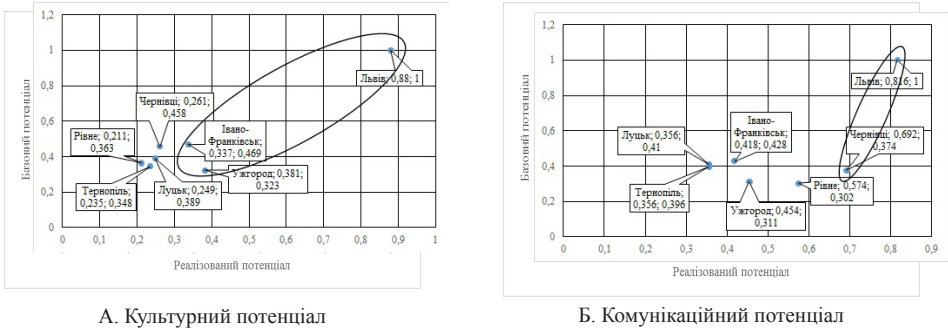 1,2
1
0,8
0,6
0,4
0,2
0
0
0,1
0,2
0,3
0,4
0,5
0,6
0,7
0,8
0,9
1
Базовий потенціал
Реалізований потенціал
Львів; 0,88; 1
Чернівці; 0,261;
0,458
Рівне; 0,211;
0,363
Івано-
Франківськ;
0,337; 0,469
Ужгород; 0,381;
0,323
Тернопіль;
0,235; 0,348
Луцьк; 0,249;
0,389
А. Культурний потенціал
1,2
1
0,8
0,6
0,4
0,2
0
0
0,1
0,2
0,3
0,4
0,5
0,6
0,7
0,8
0,9
Базовий потенціал
Реалізований потенціал
Львів; 0,816; 1
Івано-
Франківськ;
0,418; 0,428
Луцьк; 0,356;
0,41
Чернівці; 0,692;
0,374
Тернопіль;
0,356; 0,396
Рівне; 0,574;
0,302
Ужгород; 0,454;
0,311
Б. Комунікаційний потенціал